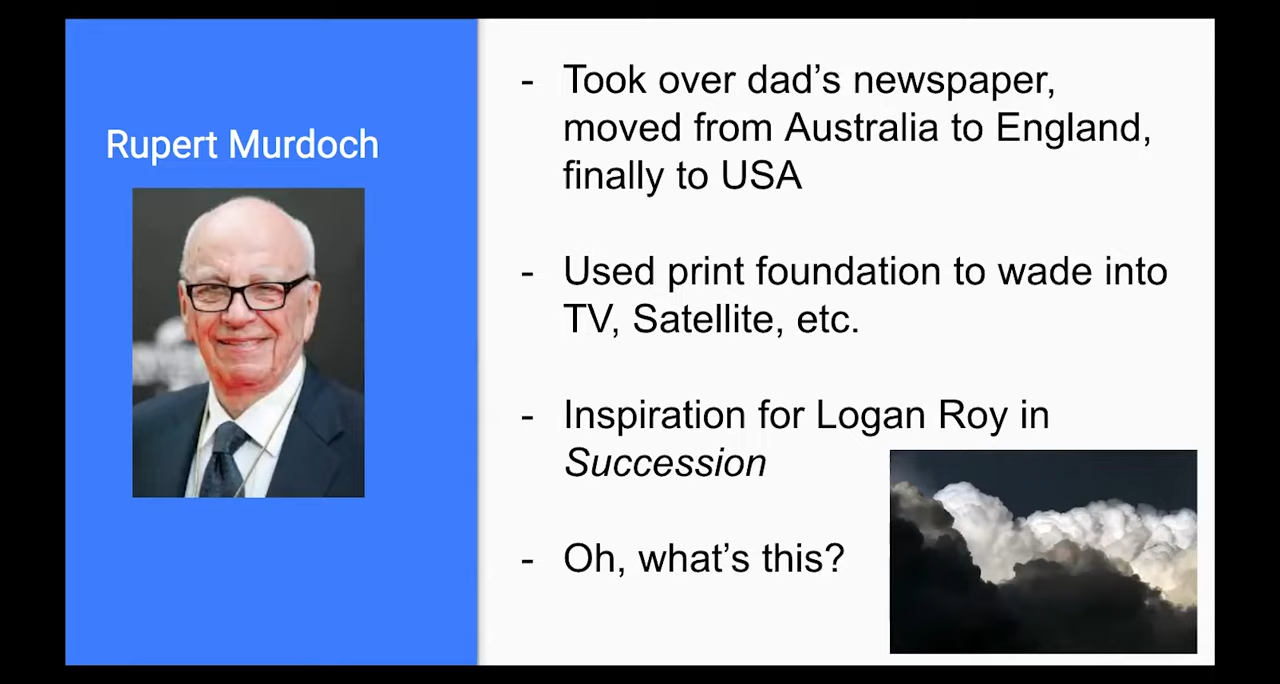 Rupert Murdoch
- Took over dad’s newspaper,
moved from Australia to England,
finally to USA
- Used print foundation to wade into
TV, Satellite, etc.
- Inspiration for Logan Roy in
Succession
- Oh, what’s this?